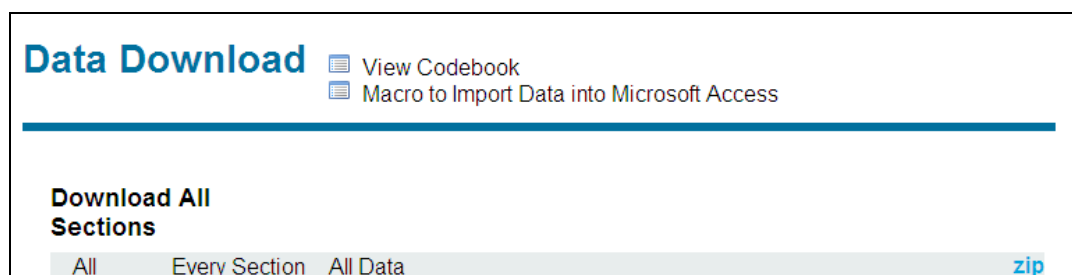 Data Download
View Codebook
Macro to Import Data into Microsoft Access
Download All
Sections
All Every Section All Data zip